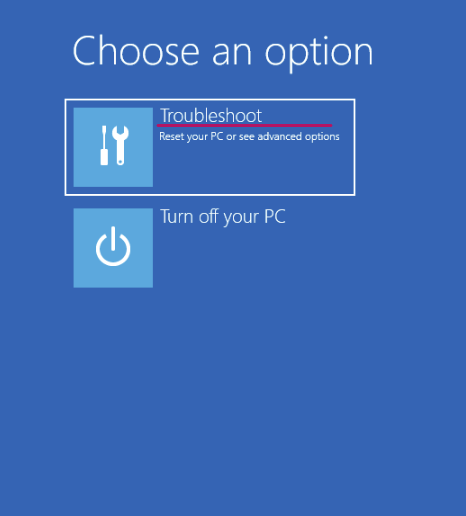 Choose an option
Troubleshoot
Reset your PC or see advanced options
Turn off your PC